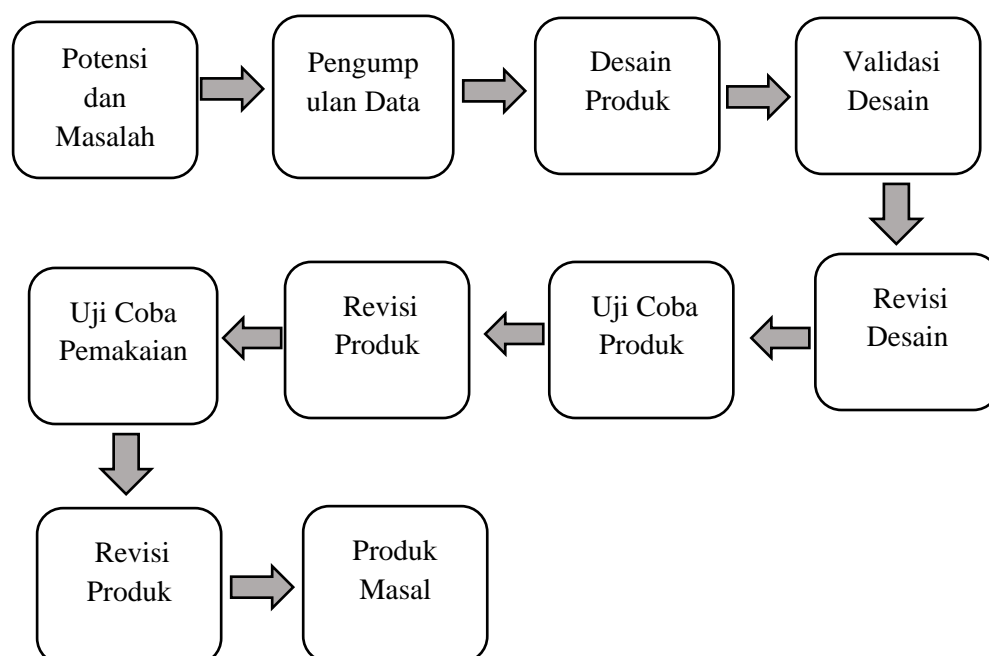 Potensi
dan
Masalah
Pengump
ulan Data
Desain
Produk
Validasi
Desain
Revisi
Desain
Uji Coba
Produk
Revisi
Produk
Uji Coba
Pemakaian
Revisi
Produk
Produk
Masal